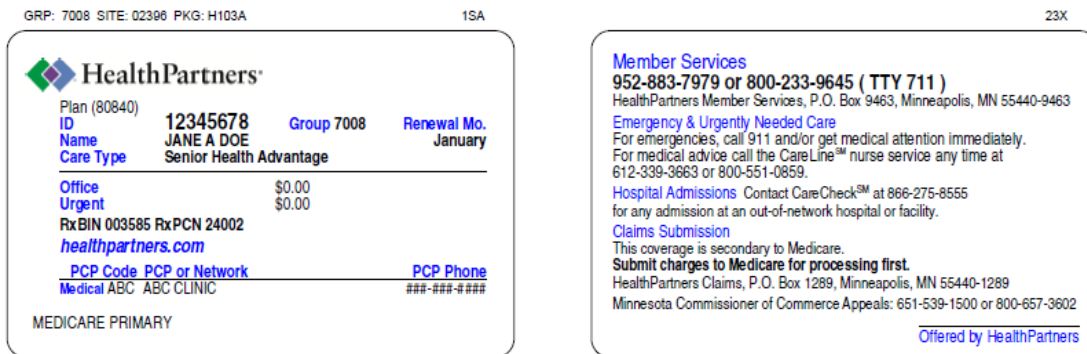 GRP: 7008 SITE: 02396 PKG: H103A 1SA
HealthPartners®
Plan (80840)
ID 12345678 Group 7008 Renewal Mo.
Name JANE A DOE January
Care Type Senior Health Advantage
Office $0.00
Urgent $0.00
RxBIN 003585 RxPCN 24002
healthpartners.com
PCP Code PCP or Network PCP Phone
Medical ABC ABC CLINIC ###-###-####
MEDICARE PRIMARY
23X
Member Services
952-883-7979 or 800-233-9645 ( TTY 711 )
HealthPartners Member Services, P.O. Box 9463, Minneapolis, MN 55440-9463
Emergency & Urgently Needed Care
For emergencies, call 911 and/or get medical attention immediately.
For medical advice call the CareLine℠ nurse service any time at
612-339-3663 or 800-551-0859.
Hospital Admissions Contact CareCheck℠ at 866-275-8555
for any admission at an out-of-network hospital or facility.
Claims Submission
This coverage is secondary to Medicare.
Submit charges to Medicare for processing first.
HealthPartners Claims, P.O. Box 1289, Minneapolis, MN 55440-1289
Minnesota Commissioner of Commerce Appeals: 651-539-1500 or 800-657-3602
Offered by HealthPartners